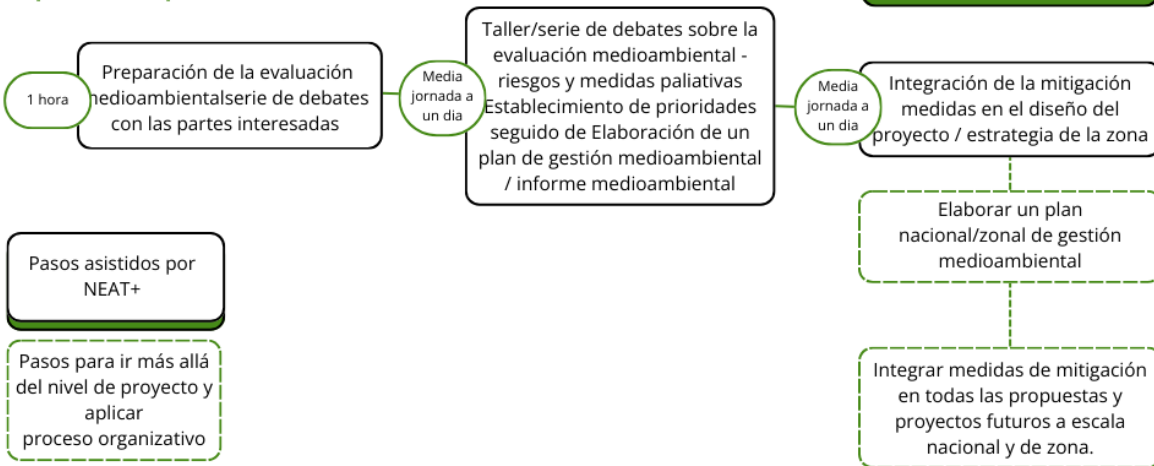 1 hora
Preparación de la evaluación
medioambientalserie de debates
con las partes interesadas
Media
jornada a
un dia
Taller/serie de debates sobre la
evaluación medioambiental -
riesgos y medidas paliativas
Establecimiento de prioridades
seguido de Elaboración de un
plan de gestión medioambiental
/ informe medioambiental
Media
jornada a
un dia
Integración de la mitigación
medidas en el diseño del
proyecto / estrategia de la zona
Elaborar un plan
nacional/zonal de gestión
medioambiental
Integrar medidas de mitigación
en todas las propuestas y
proyectos futuros a escala
nacional y de zona.
Pasos asistidos por
NEAT+
Pasos para ir más allá
del nivel de proyecto y
aplicar
proceso organizativo